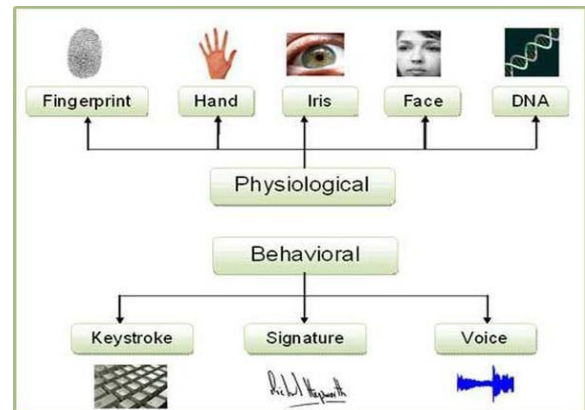 Fingerprint Hand Iris Face DNA
Physiological
Behavioral
Keystroke Signature Voice